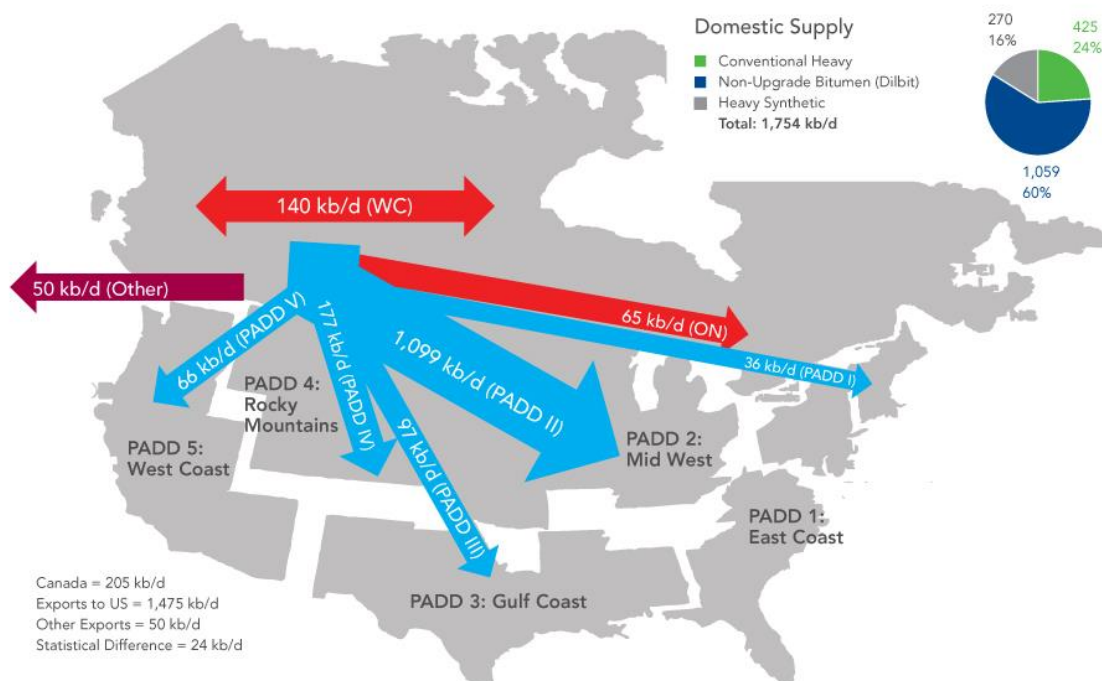 Domestic Supply
Conventional Heavy
Non-Upgrade Bitumen (Dilbit)
Heavy Synthetic
Total: 1,754 kb/d
270
16%
425
24%
1,059
60%
140 kb/d (WC)
50 kb/d (Other)
65 kb/d (ON)
36 kb/d (PADD I)
66 kb/d (PADD V)
177 kb/d (PADD IV)
1,099 kb/d (PADD II)
97 kb/d (PADD III)
PEI
NS
PADD 4:
Rocky
Mountains
PADD 5:
West Coast
PADD 2:
Mid West
PADD 1:
East Coast
PADD 3: Gulf Coast
Canada = 205 kb/d
Exports to US = 1,475 kb/d
Other Exports = 50 kb/d
Statistical Difference = 24 kb/d